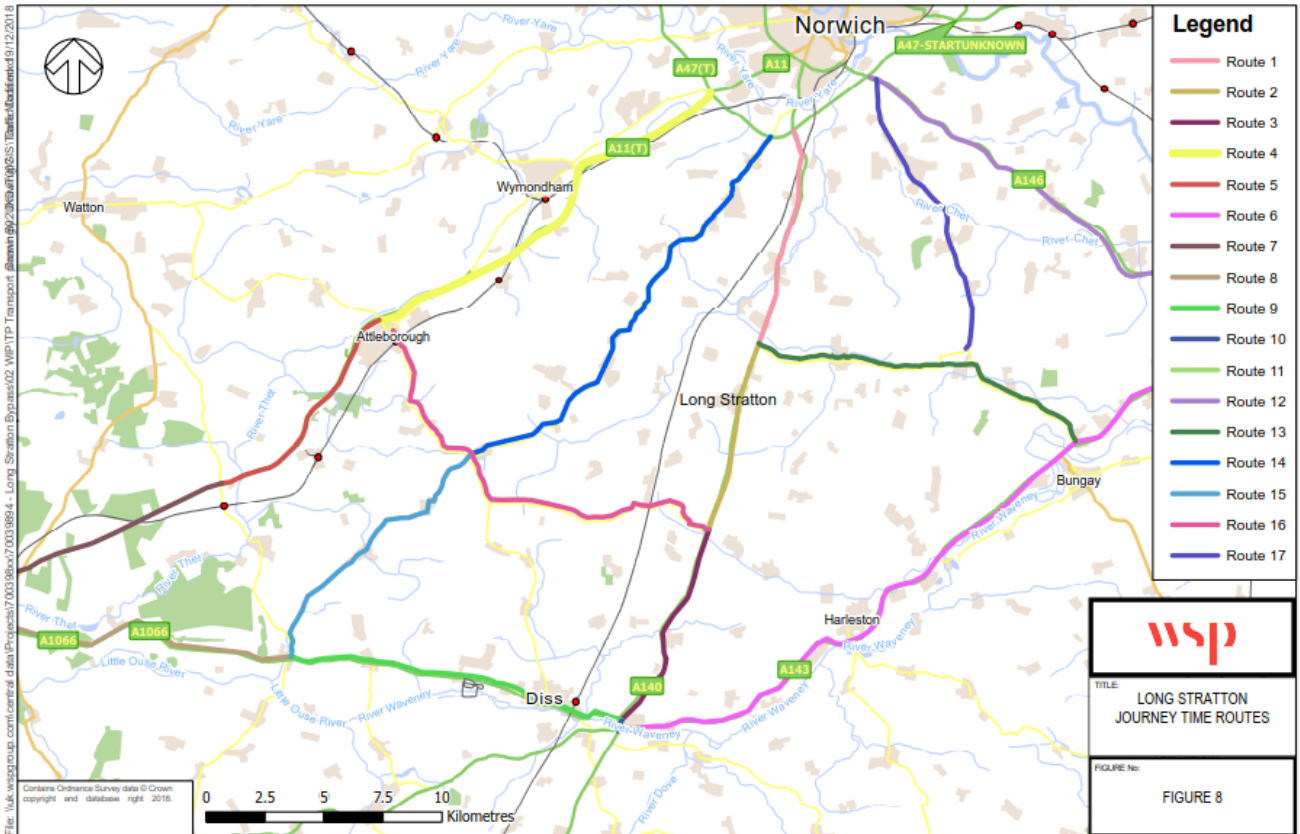 Norwich
A47-STARTUNKNOWN
A47(T)
A11
River Yare
River Yare
River Yare
River Yare
River Yare
A11(T)
Wymondham
Watton
A146
River Chet
River Chet
Attleborough
River Thet
Long Stratton
Bungay
River Waveney
River Thet
River Thet
A1066
A1066
Little Ouse River
Little Ouse River
River Waveney
Harleston
River Waveney
A143
A140
Diss
River Waveney
River Waveney
River Dove
Contains Ordnance Survey data © Crown
copyright and database right 2018.
0 2.5 5 7.5 10
Kilometres
Legend
Route 1
Route 2
Route 3
Route 4
Route 5
Route 6
Route 7
Route 8
Route 9
Route 10
Route 11
Route 12
Route 13
Route 14
Route 15
Route 16
Route 17
wsp
TITLE:
LONG STRATTON
JOURNEY TIME ROUTES
FIGURE No:
FIGURE 8